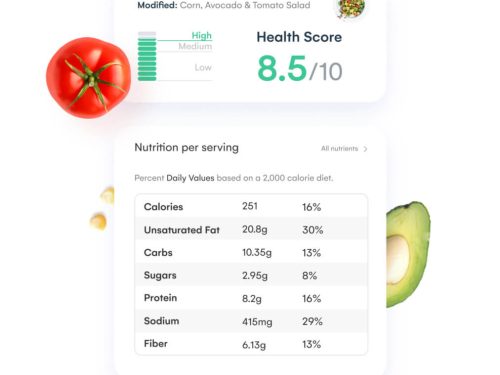 Modified: Corn, Avocado & Tomato Salad
High
Medium
Low
Health Score
8.5/10
Nutrition per serving
All nutrients >
Percent Daily Values based on a 2,000 calorie diet.
Calories 251 16%
Unsaturated Fat 20.8g 30%
Carbs 10.35g 13%
Sugars 2.95g 8%
Protein 8.2g 16%
Sodium 415mg 29%
Fiber 6.13g 13%